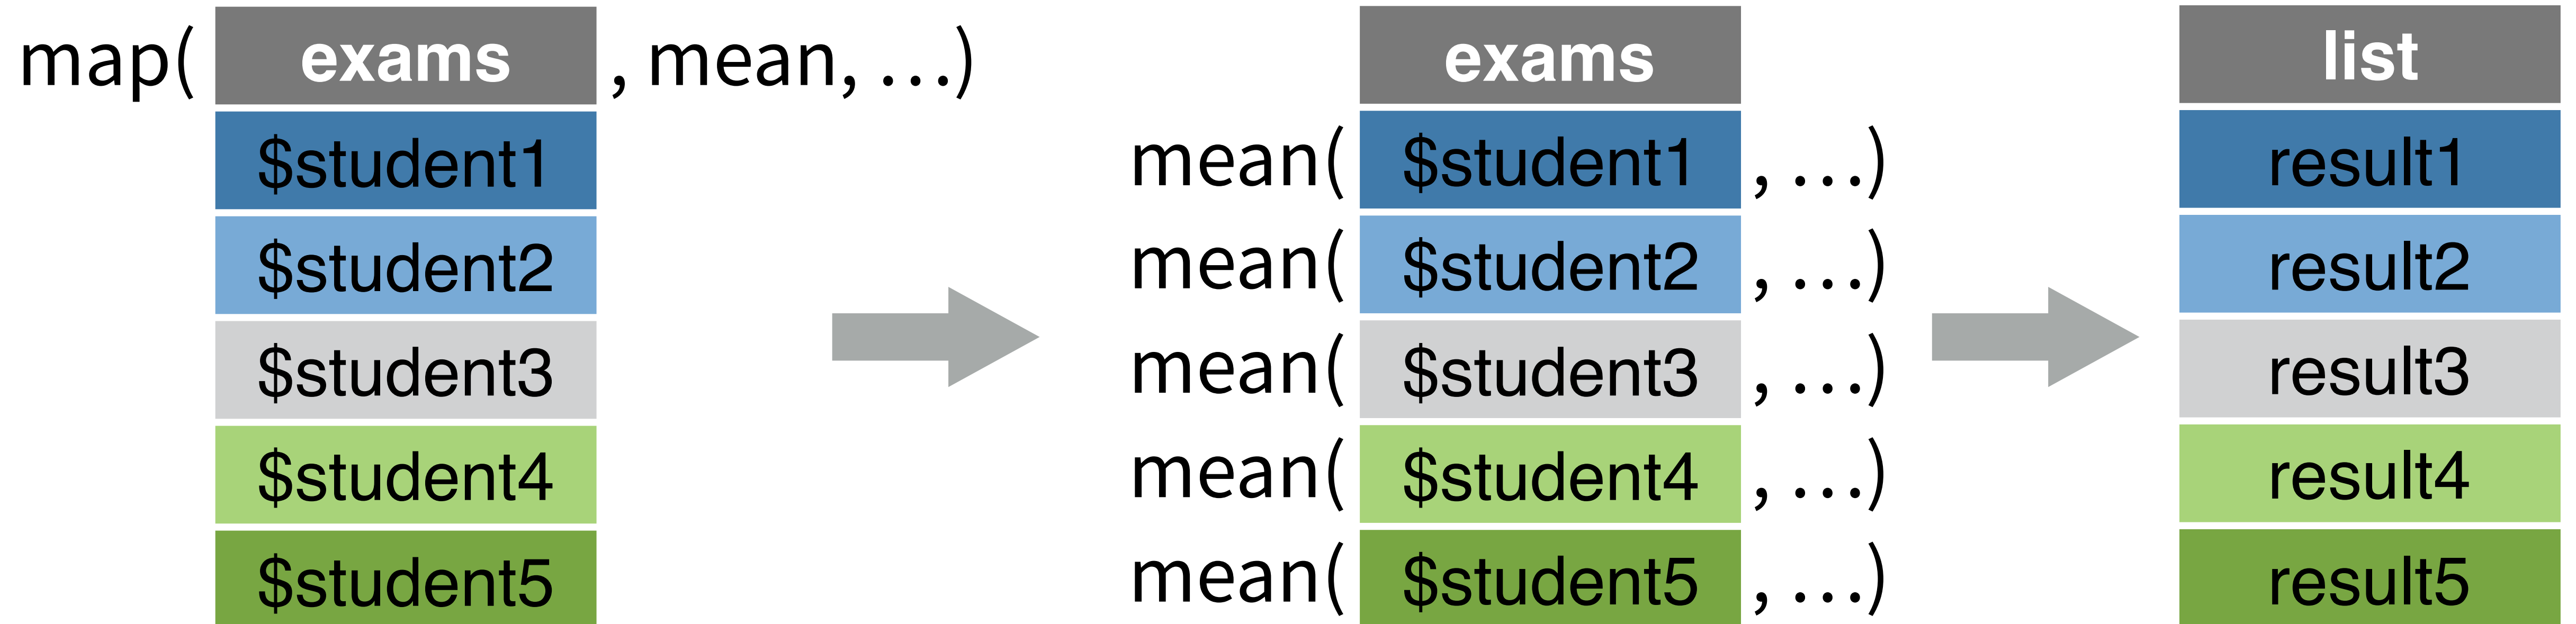 map( exams , mean, …)
$student1
$student2
$student3
$student4
$student5
exams
mean( $student1 , …)
mean( $student2 , …)
mean( $student3 , …)
mean( $student4 , …)
mean( $student5 , …)
list
result1
result2
result3
result4
result5